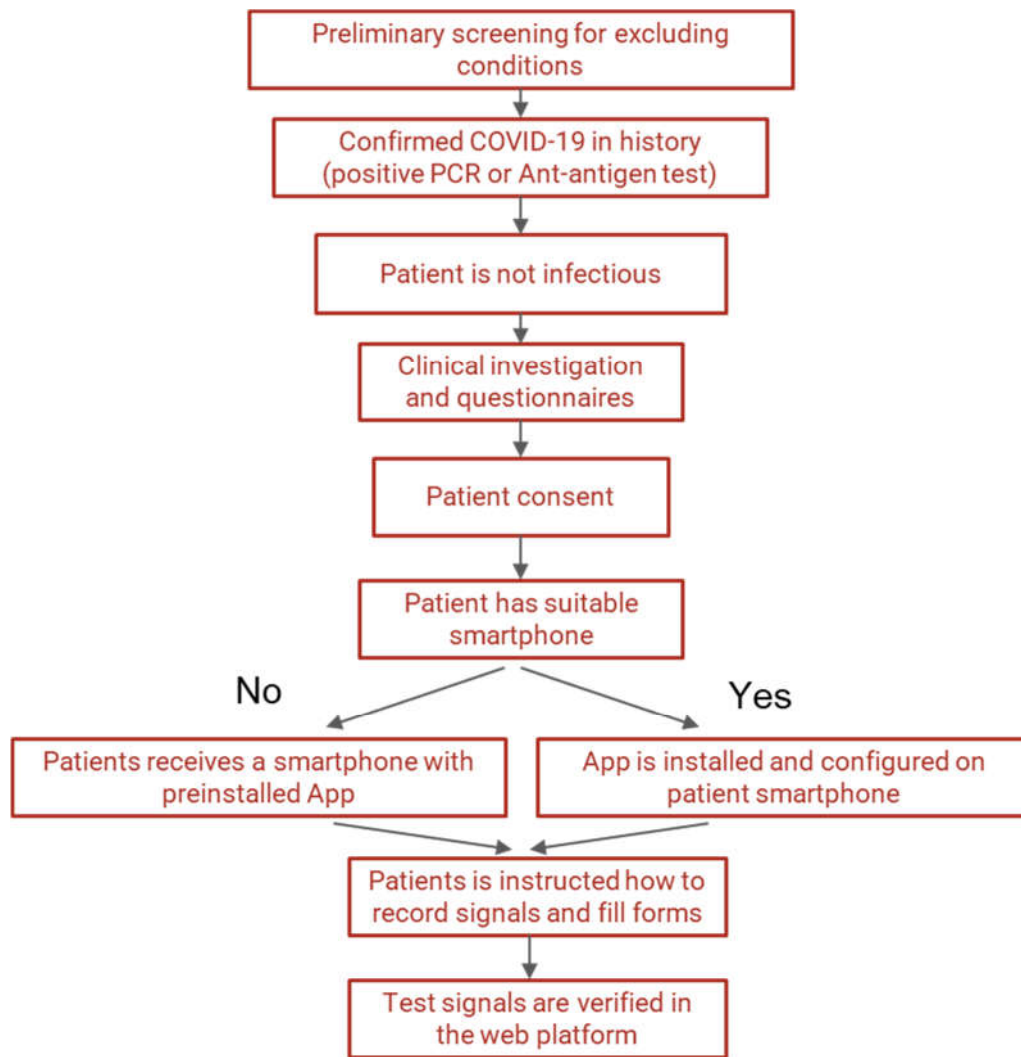 Preliminary screening for excluding
conditions
Confirmed COVID-19 in history
(positive PCR or Ant-antigen test)
Patient is not infectious
Clinical investigation
and questionnaires
Patient consent
Patient has suitable
smartphone
No
Yes
Patients receives a smartphone with
preinstalled App
App is installed and configured on
patient smartphone
Patients is instructed how to
record signals and fill forms
Test signals are verified in
the web platform